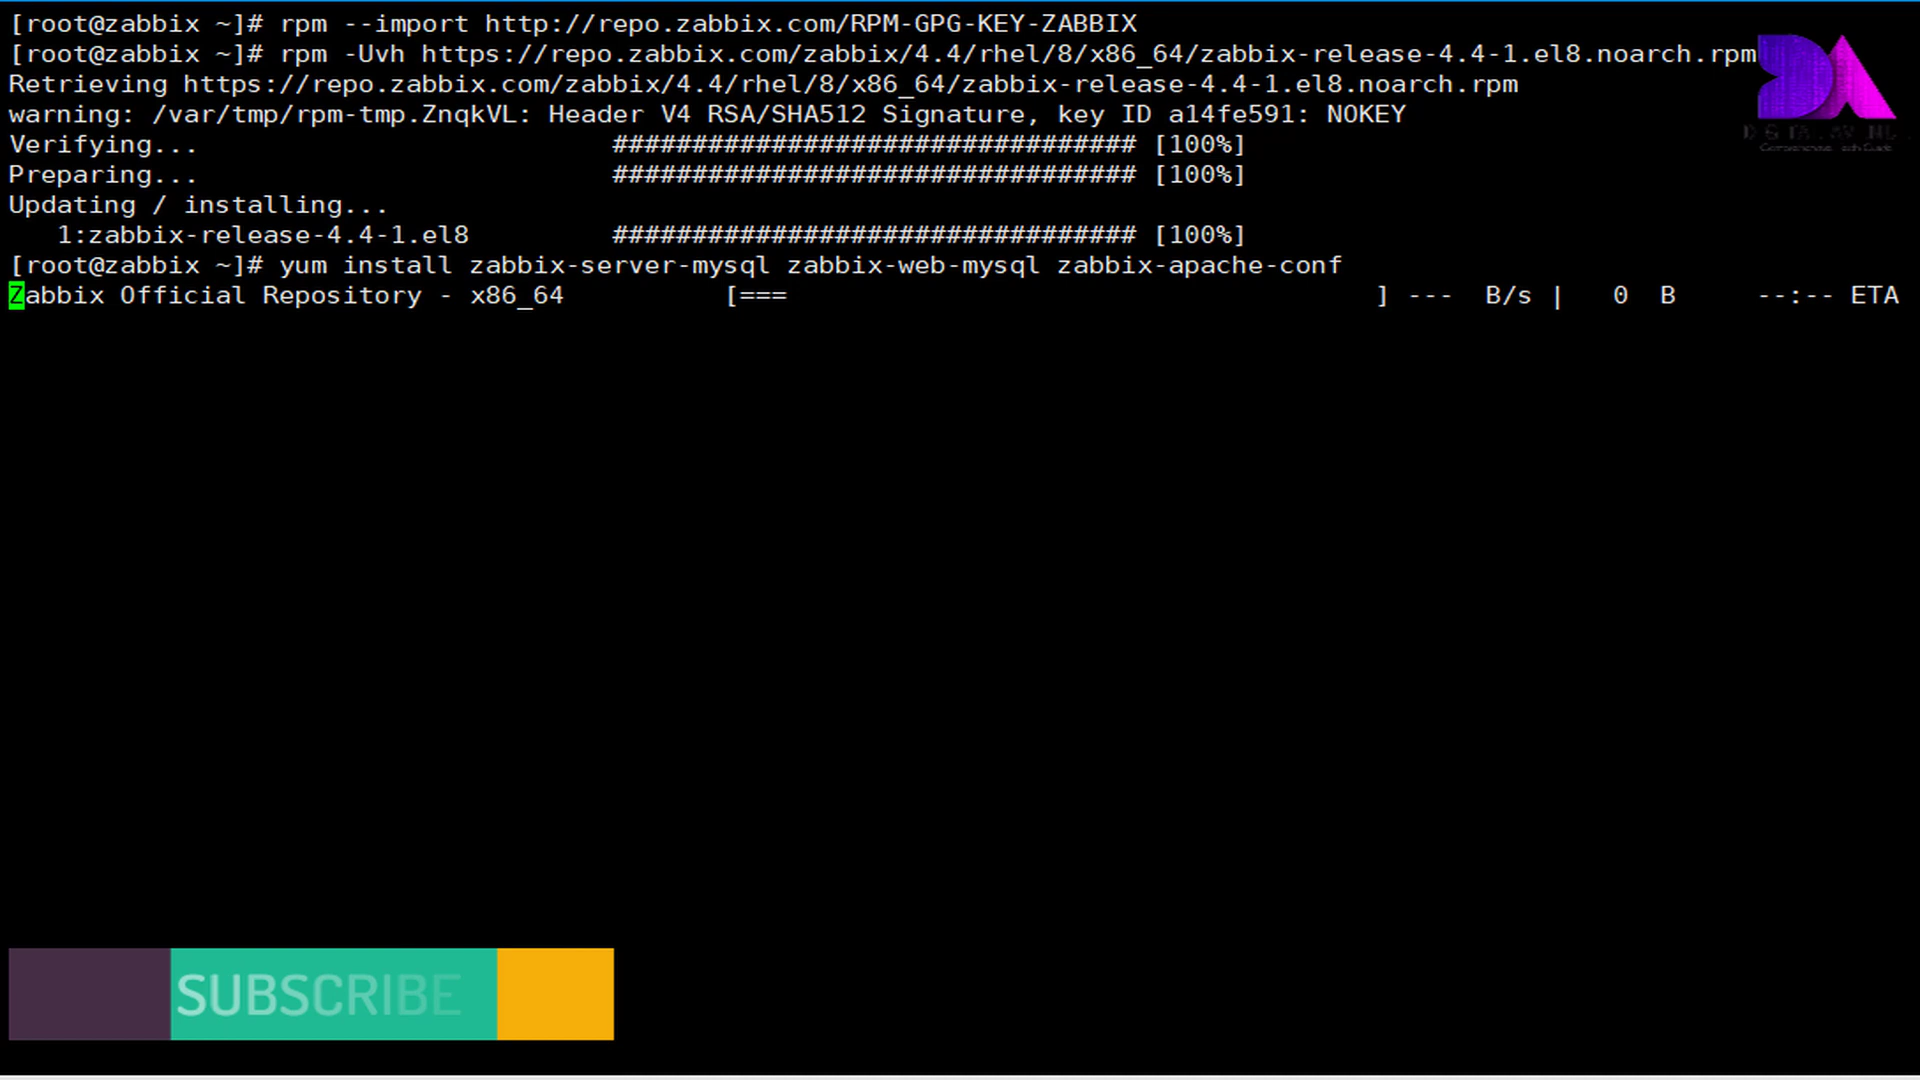 [root@zabbix ~]# rpm --import http://repo.zabbix.com/RPM-GPG-KEY-ZABBIX
[root@zabbix ~]# rpm -Uvh https://repo.zabbix.com/zabbix/4.4/rhel/8/x86_64/zabbix-release-4.4-1.el8.noarch.rpm
Retrieving https://repo.zabbix.com/zabbix/4.4/rhel/8/x86_64/zabbix-release-4.4-1.el8.noarch.rpm
warning: /var/tmp/rpm-tmp.ZnqkVL: Header V4 RSA/SHA512 Signature, key ID a14fe591: NOKEY
Verifying... ################################# [100%]
Preparing... ################################# [100%]
Updating / installing...
1:zabbix-release-4.4-1.el8 ################################# [100%]
[root@zabbix ~]# yum install zabbix-server-mysql zabbix-web-mysql zabbix-apache-conf
Zabbix Official Repository - x86_64 [=== ] --- B/s | 0 B --:-- ETA
SUBSCRIBE